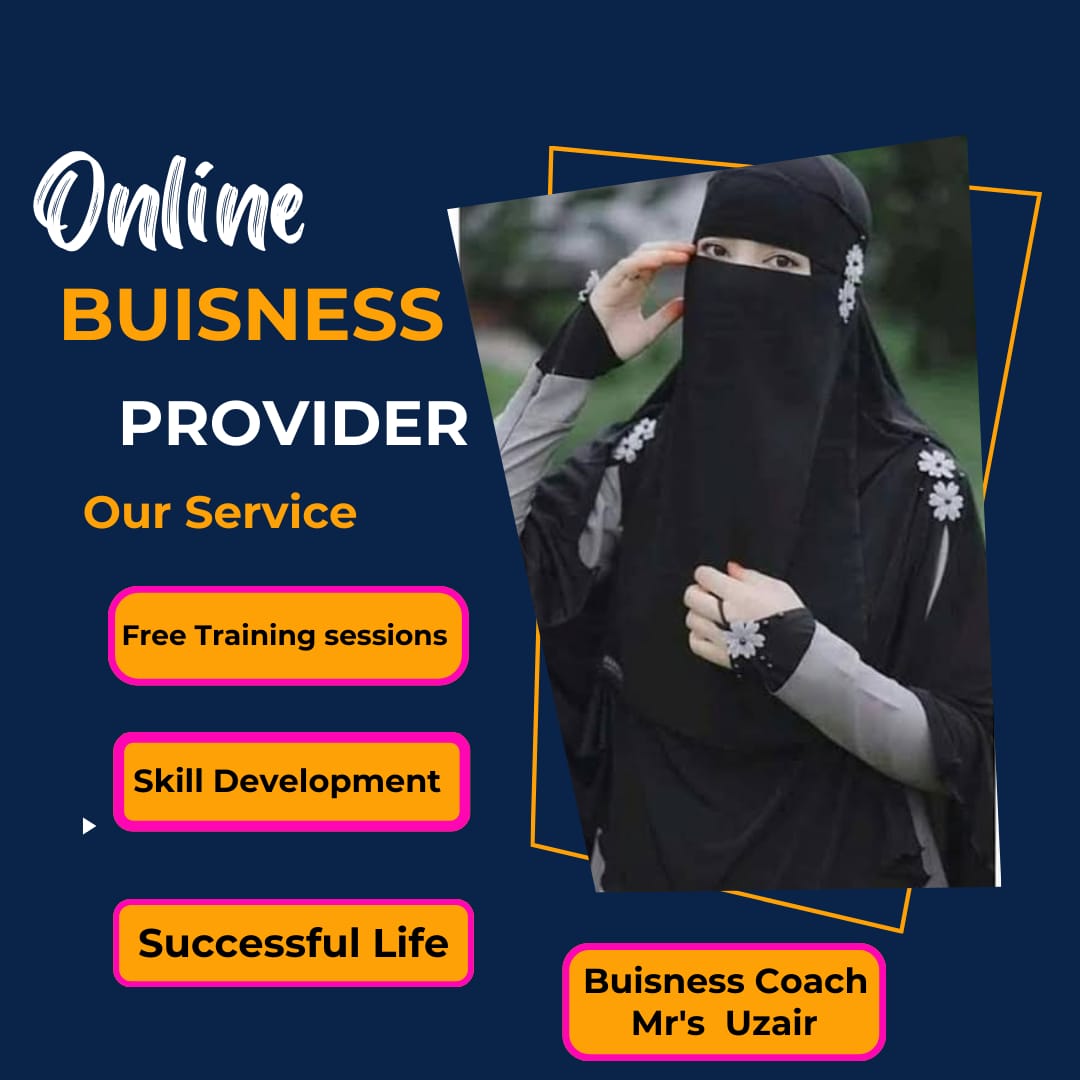 Online
BUISNESS
PROVIDER
Our Service
Free Training sessions
Skill Development
Successful Life
Buisness Coach
Mr's Uzair